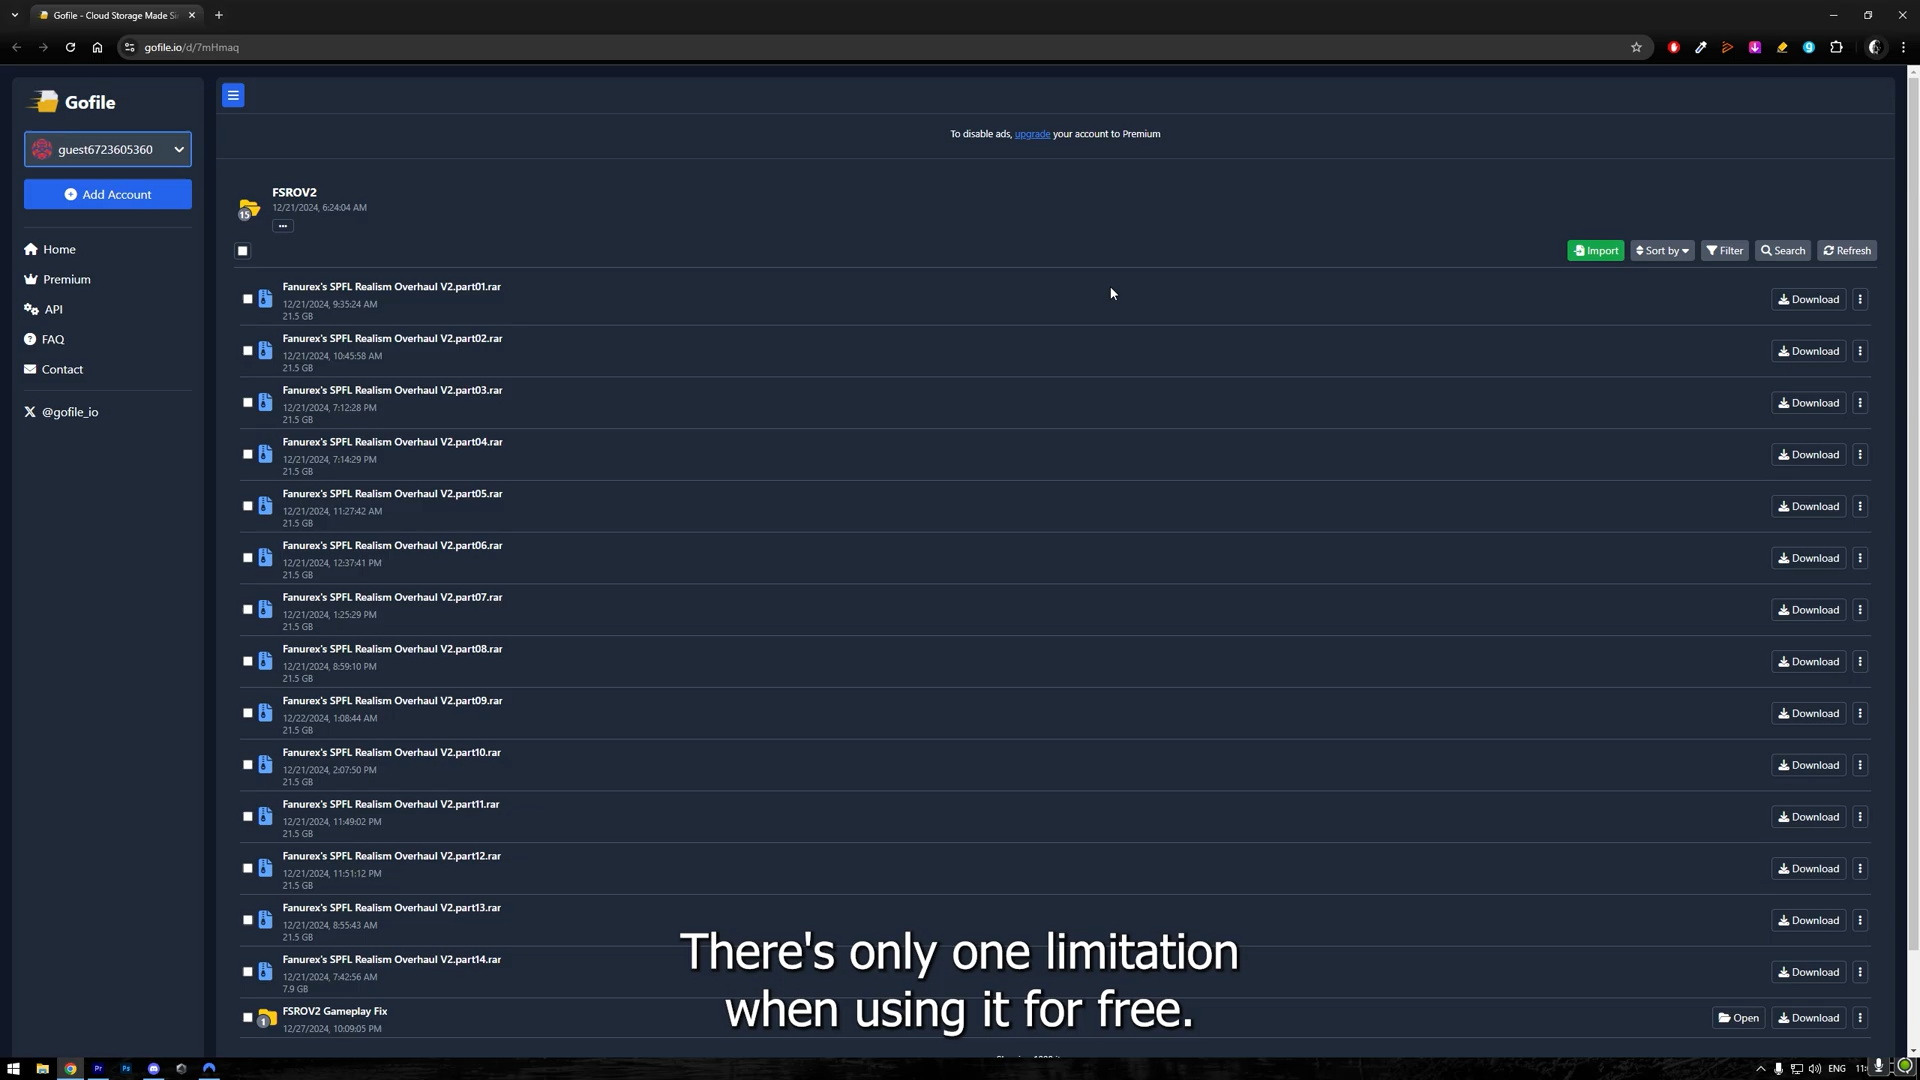 Gofile - Cloud Storage Made Si
gofile.io/d/7mHmaq
Gofile
guest6723605360
Add Account
Home
Premium
API
FAQ
Contact
@gofile_io
To disable ads, upgrade your account to Premium
FSROV2
12/21/2024, 6:24:04 AM
15
Import
Sort by
Filter
Search
Refresh
Fanurex's SPFL Realism Overhaul V2.part01.rar
12/21/2024, 9:35:24 AM
21.5 GB
Download
Fanurex's SPFL Realism Overhaul V2.part02.rar
12/21/2024, 10:45:58 AM
21.5 GB
Download
Fanurex's SPFL Realism Overhaul V2.part03.rar
12/21/2024, 7:12:28 PM
21.5 GB
Download
Fanurex's SPFL Realism Overhaul V2.part04.rar
12/21/2024, 7:14:29 PM
21.5 GB
Download
Fanurex's SPFL Realism Overhaul V2.part05.rar
12/21/2024, 11:27:42 AM
21.5 GB
Download
Fanurex's SPFL Realism Overhaul V2.part06.rar
12/21/2024, 12:37:41 PM
21.5 GB
Download
Fanurex's SPFL Realism Overhaul V2.part07.rar
12/21/2024, 1:25:29 PM
21.5 GB
Download
Fanurex's SPFL Realism Overhaul V2.part08.rar
12/21/2024, 8:59:10 PM
21.5 GB
Download
Fanurex's SPFL Realism Overhaul V2.part09.rar
12/22/2024, 1:08:44 AM
21.5 GB
Download
Fanurex's SPFL Realism Overhaul V2.part10.rar
12/21/2024, 2:07:50 PM
21.5 GB
Download
Fanurex's SPFL Realism Overhaul V2.part11.rar
12/21/2024, 11:49:02 PM
21.5 GB
Download
Fanurex's SPFL Realism Overhaul V2.part12.rar
12/21/2024, 11:51:12 PM
21.5 GB
Download
Fanurex's SPFL Realism Overhaul V2.part13.rar
12/21/2024, 8:55:43 AM
21.5 GB
Download
Fanurex's SPFL Realism Overhaul V2.part14.rar
12/21/2024, 7:42:56 AM
7.9 GB
Download
FSROV2 Gameplay Fix
12/27/2024, 10:09:05 PM
1
Open
Download
There's only one limitation
when using it for free.
Pr
Ps
ENG